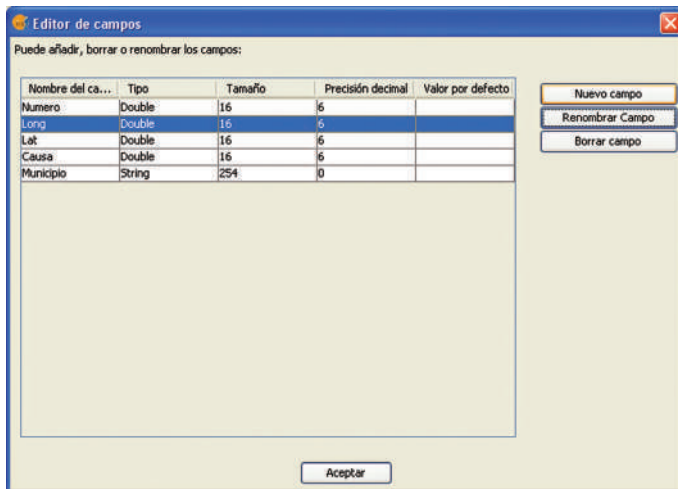 Editor de campos
Puede añadir, borrar o renombrar los campos:
Nombre del ca... Tipo Tamaño Precisión decimal Valor por defecto
Numero Double 16 6
Long Double 16 6
Lat Double 16 6
Causa Double 16 6
Municipio String 254 0
Nuevo campo
Renombrar Campo
Borrar campo
Aceptar